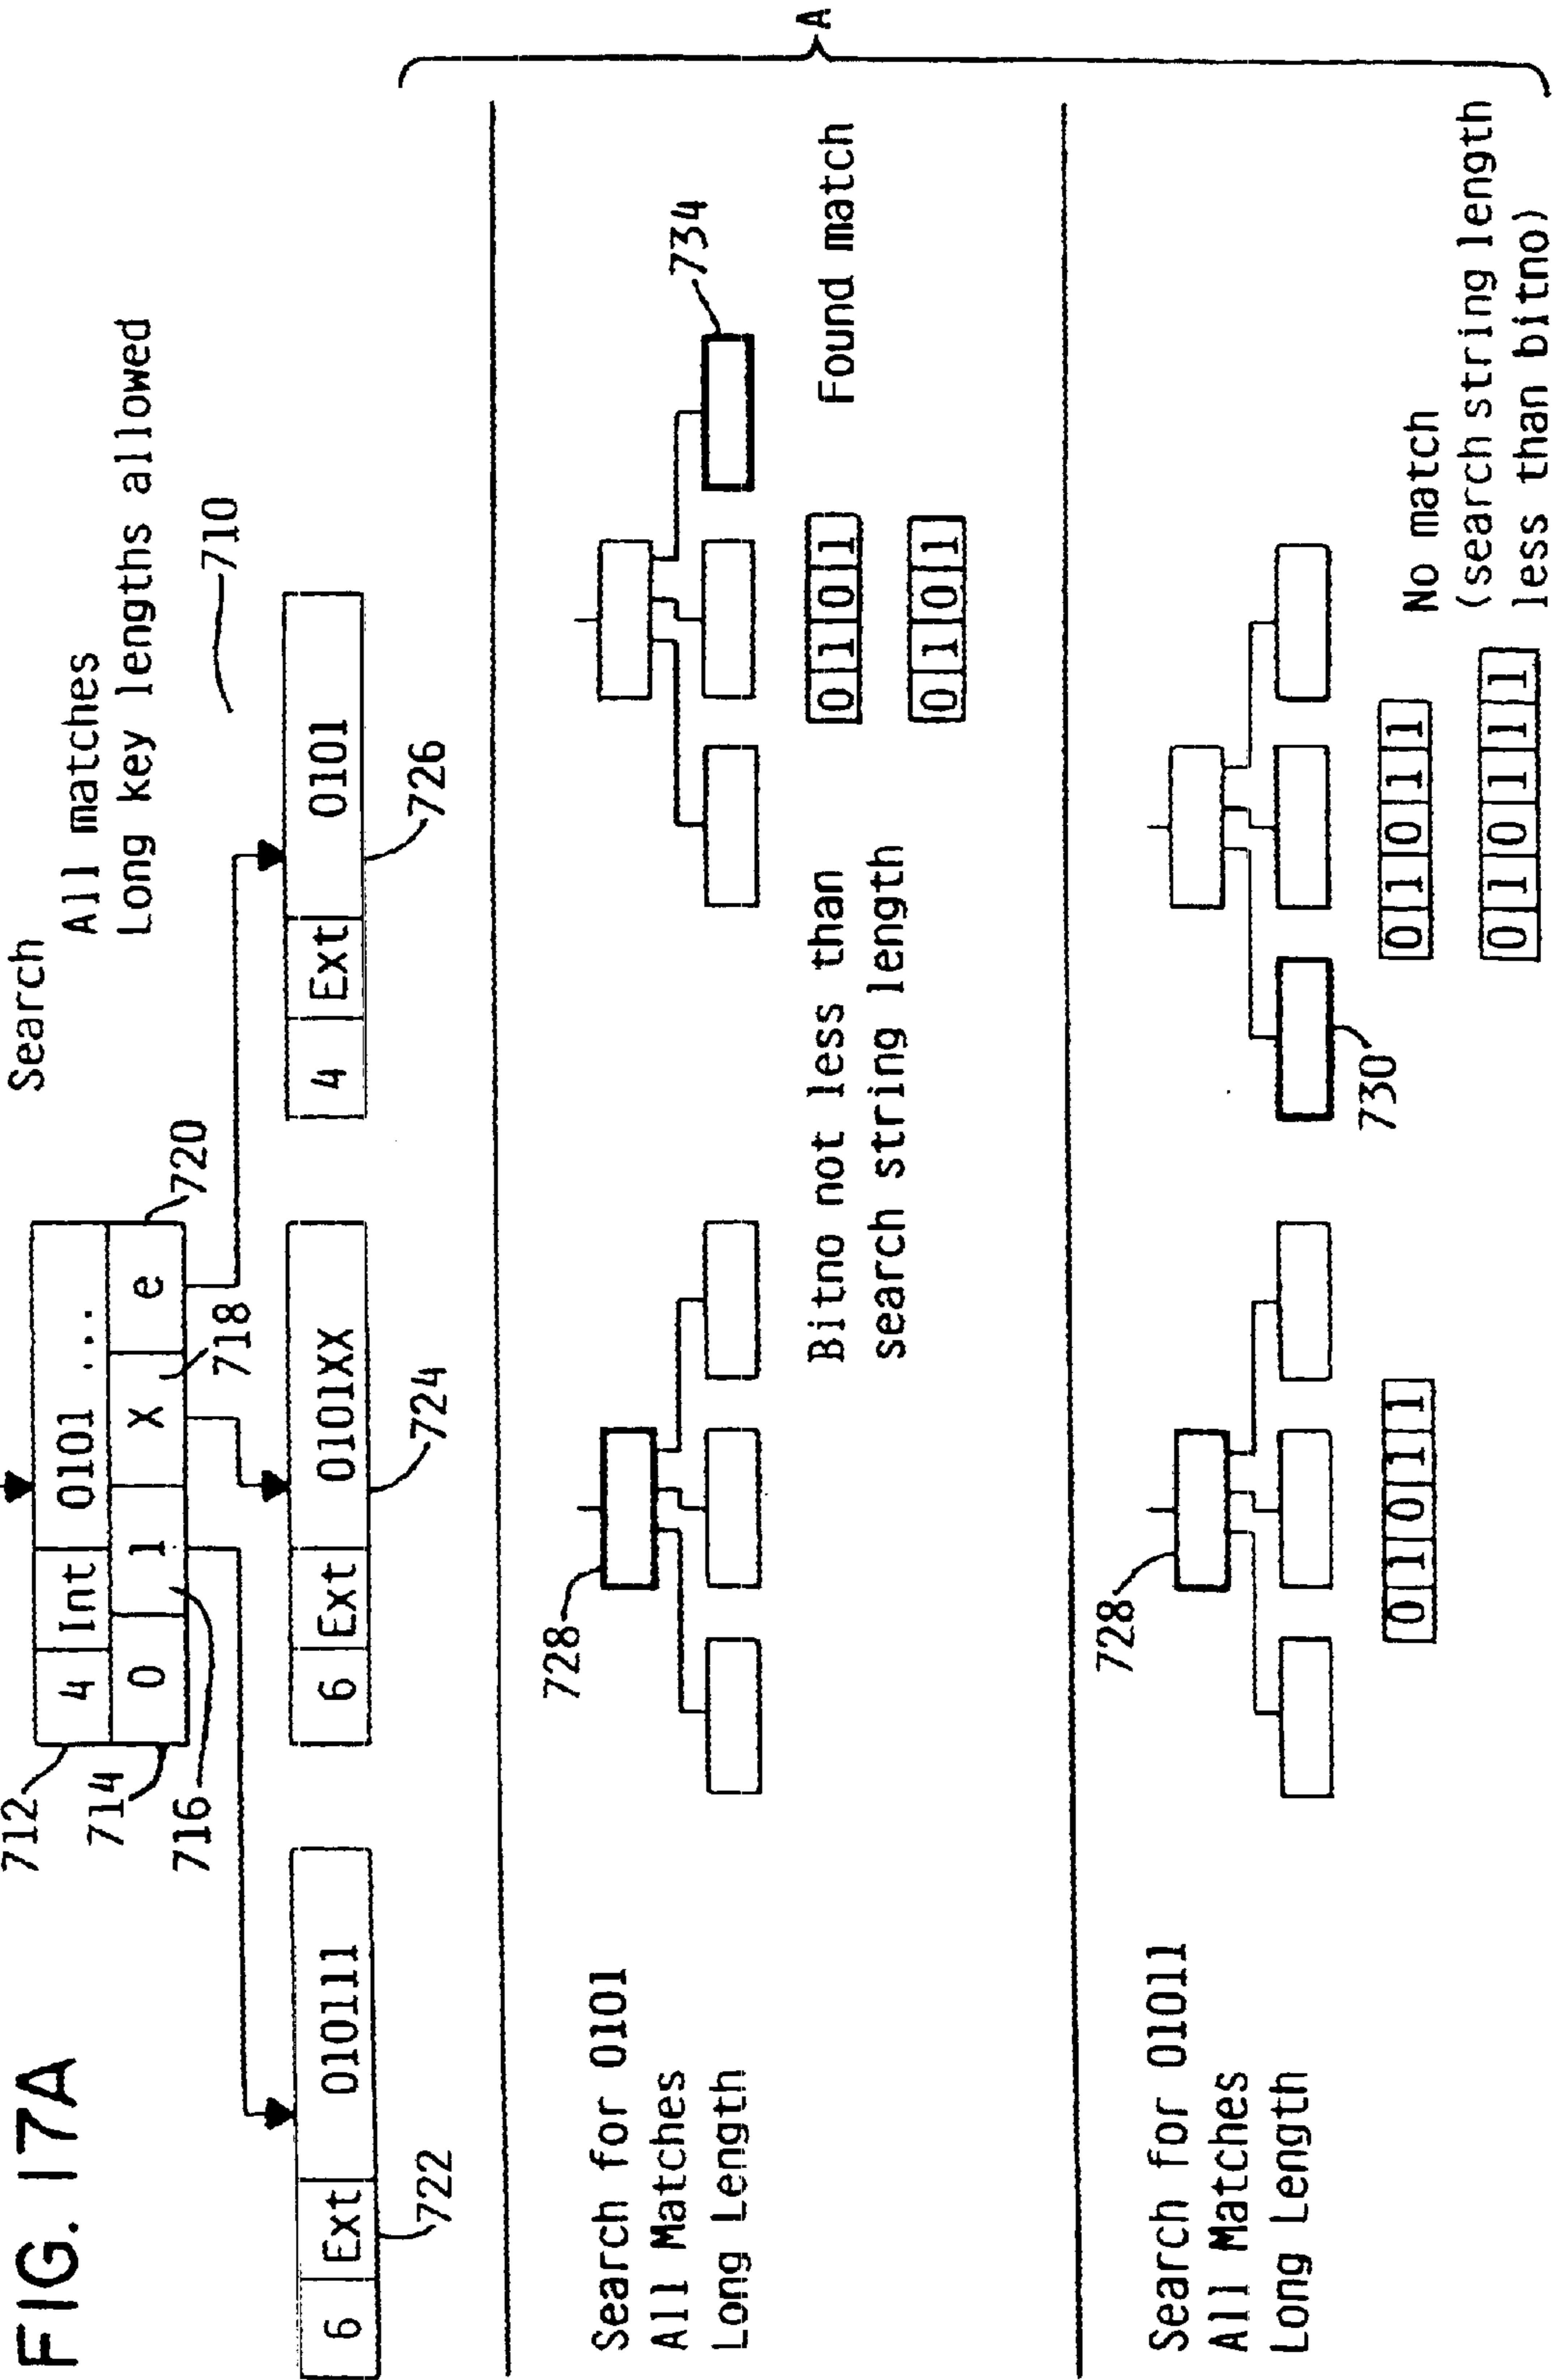 FIG. 17A
Search
All matches
Long key lengths allowed
710
712
4 Int 0101 ...
714
0 1 X e
720
716
718
6 Ext 010111
722
6 Ext 0101XX
724
4 Ext 0101
726
A
Search for 0101
All Matches
Long Length
728
Bitno not less than
search string length
734
0 1 0 1
0 1 0 1
Found match
Search for 01011
All Matches
Long Length
728
0 1 0 1 1
730
0 1 0 1 1
0 1 0 1 1 1
No match
(search string length
less than bitno)